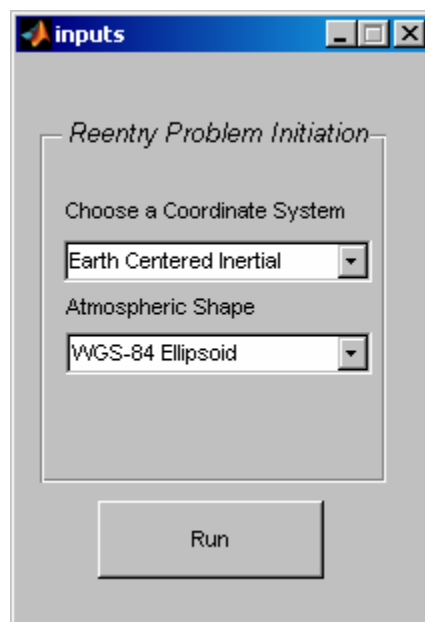 inputs
Reentry Problem Initiation
Choose a Coordinate System
Earth Centered Inertial
Atmospheric Shape
WGS-84 Ellipsoid
Run